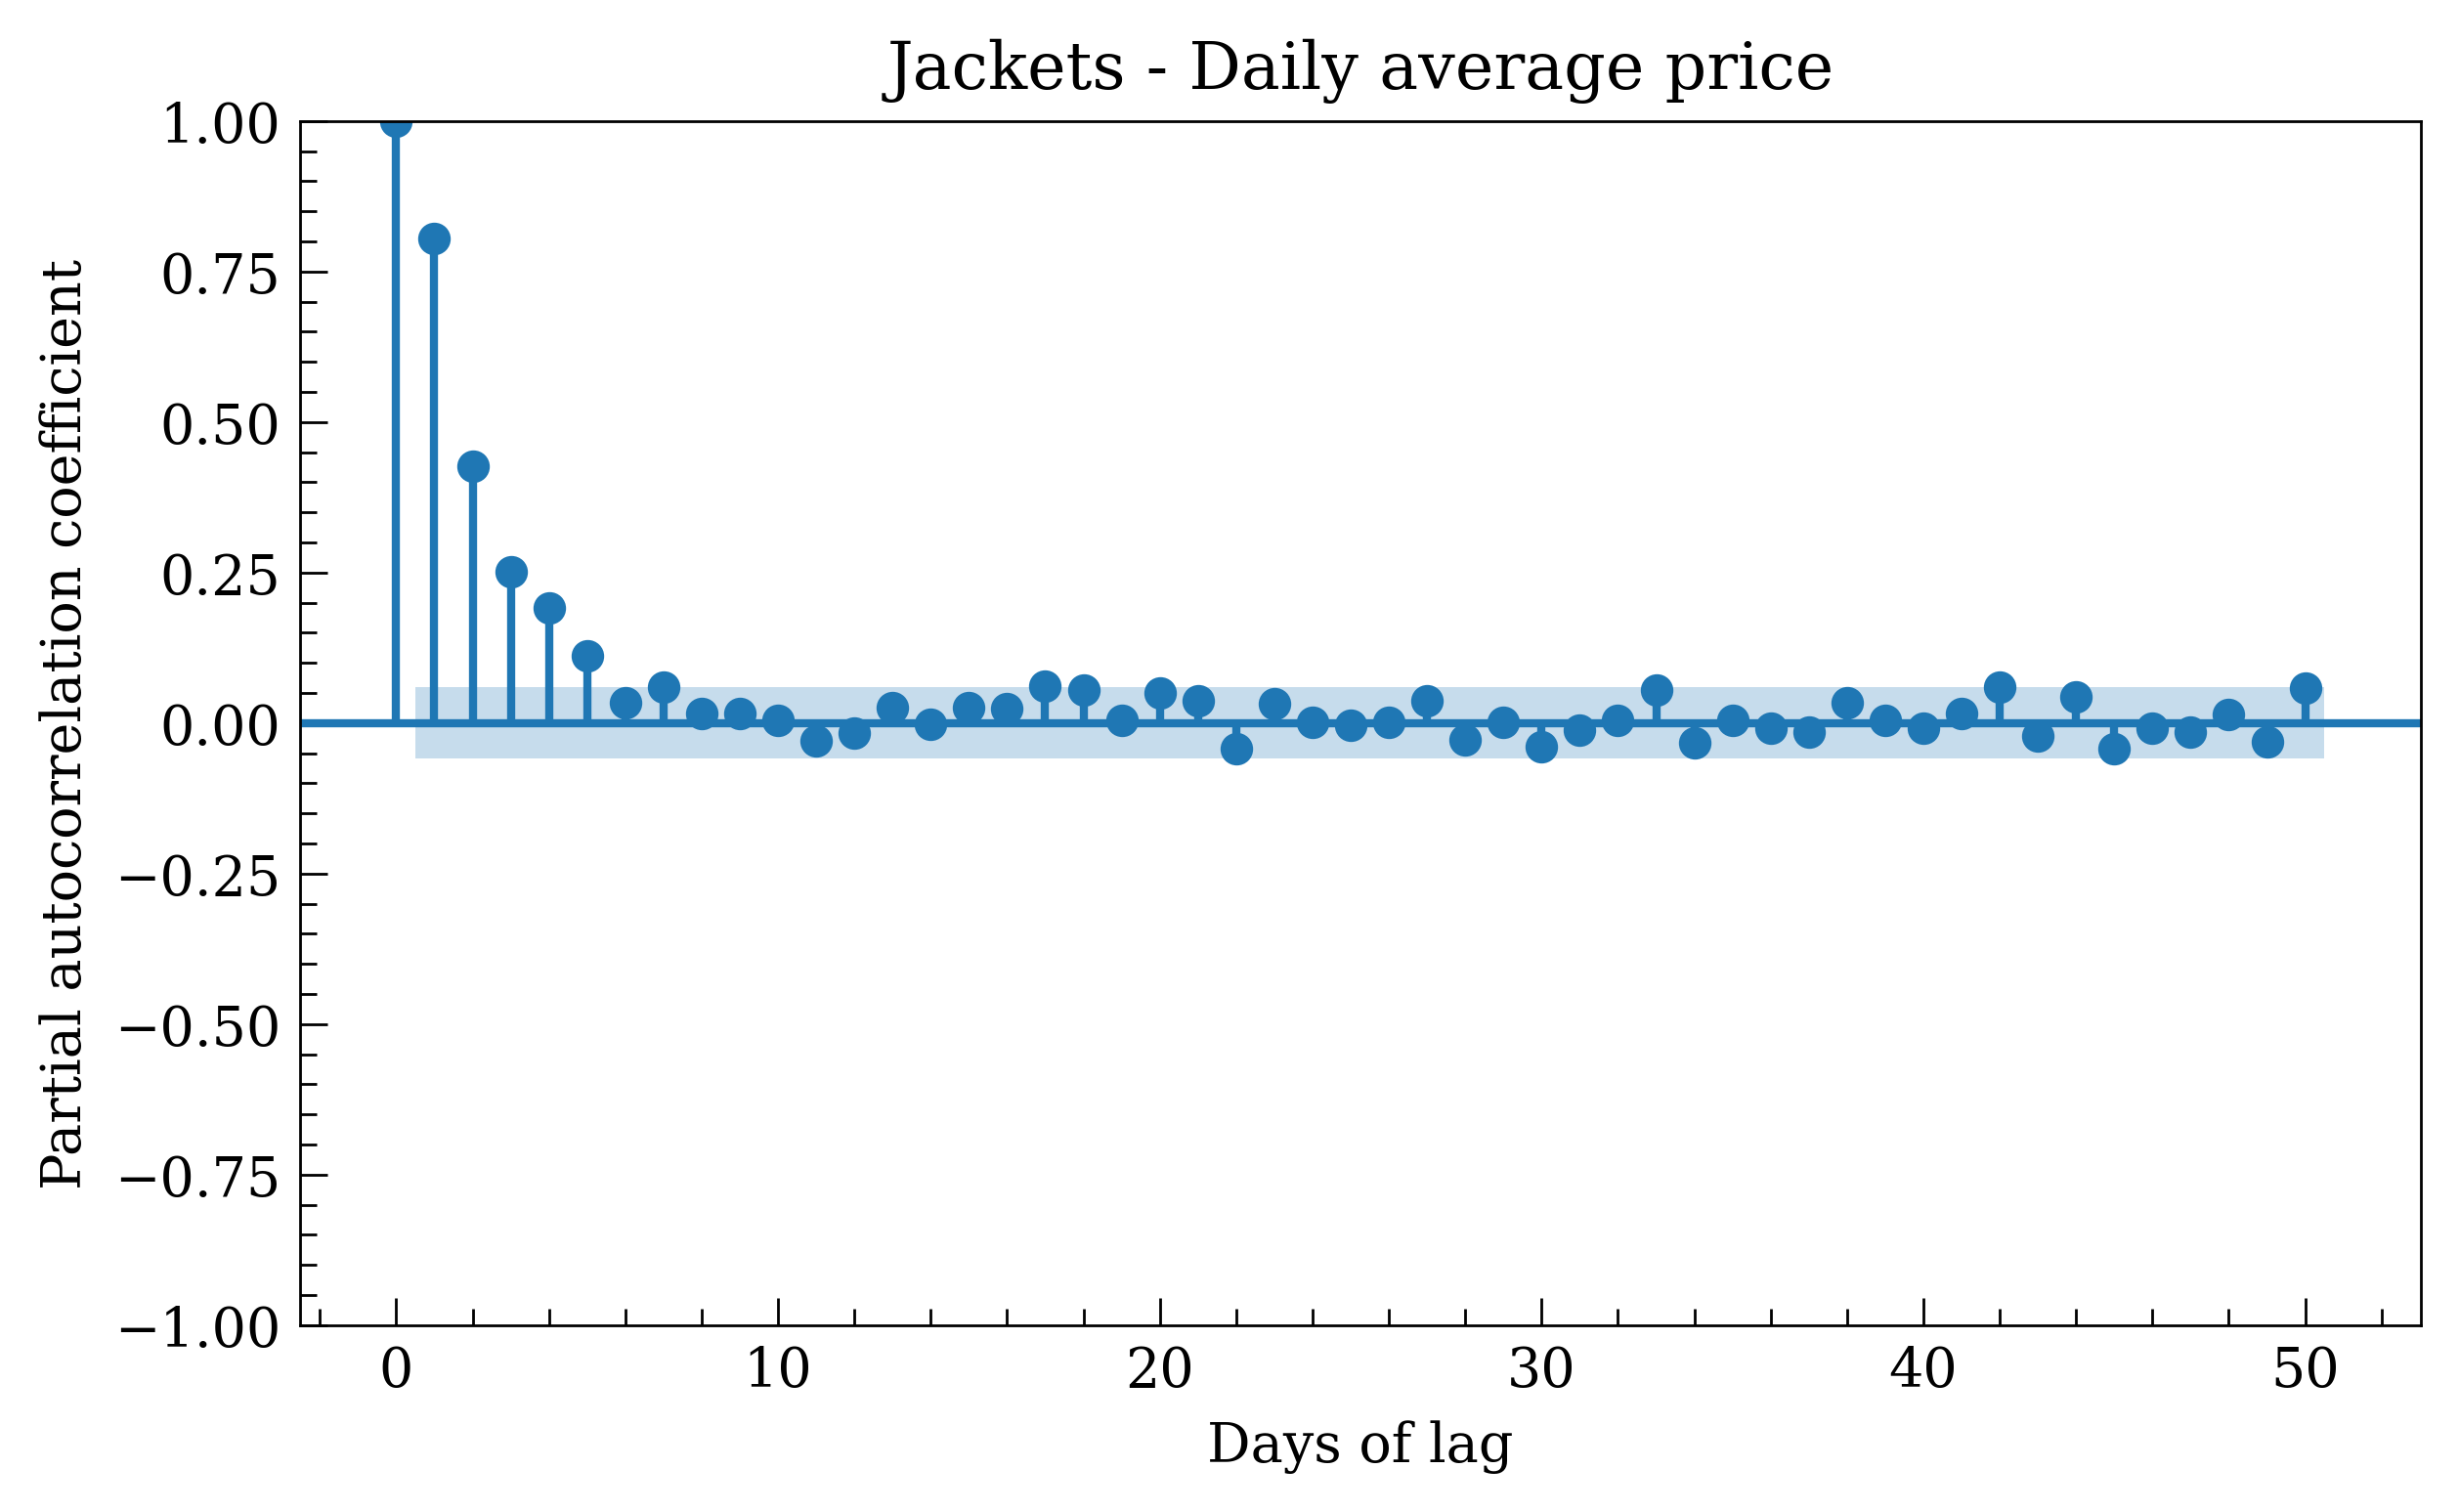 Jackets - Daily average price
Partial autocorrelation coefficient
1.00
0.75
0.50
0.25
0.00
−0.25
−0.50
−0.75
−1.00
0 10 20 30 40 50
Days of lag